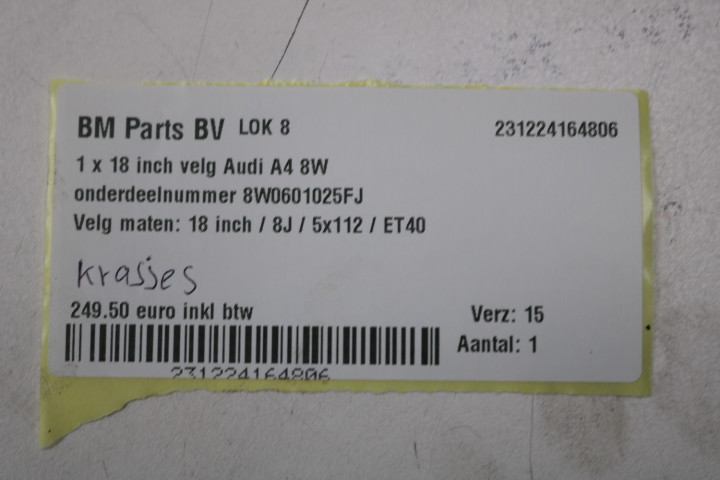 BM Parts BV LOK 8 231224164806
1 x 18 inch velg Audi A4 8W
onderdeelnummer 8W0601025FJ
Velg maten: 18 inch / 8J / 5x112 / ET40
krasjes
249.50 euro inkl btw Verz: 15
Aantal: 1
231224164806